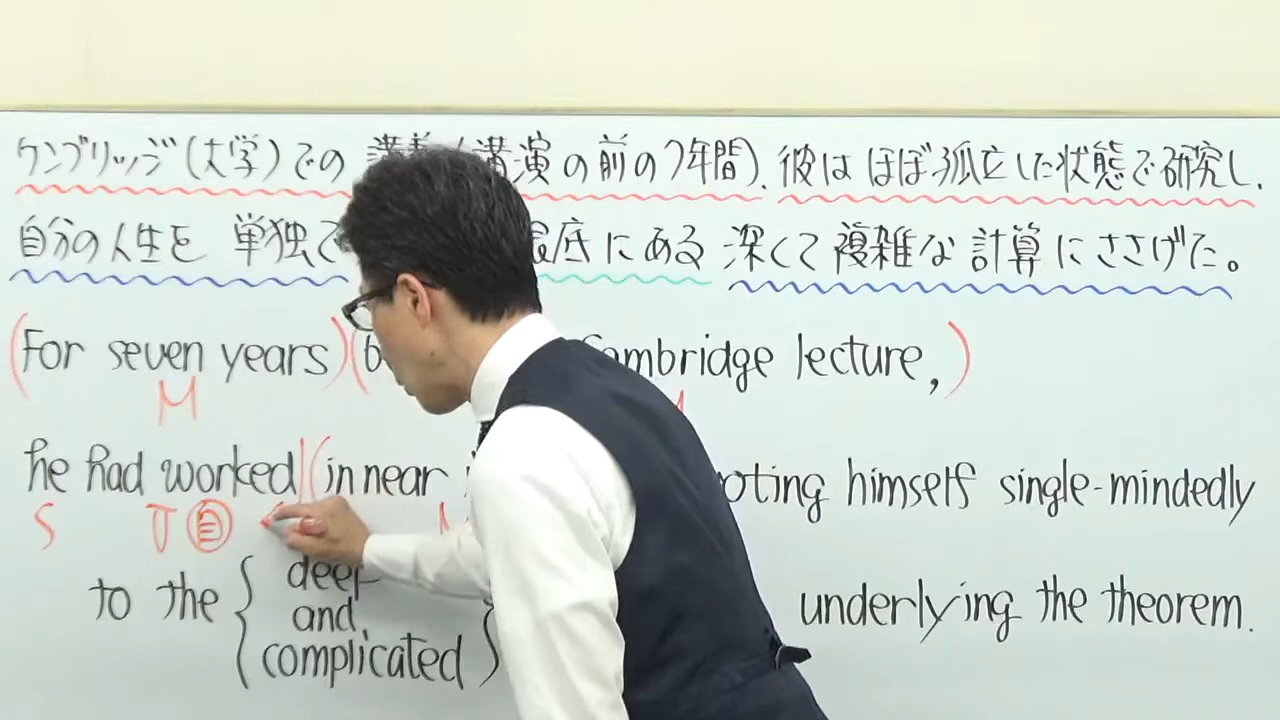 ケンブリッジ(大学)での 講義/講演の前の7年間、彼は ほぼ孤立した状態で研究し、
自分の人生を 単独で 底にある 深くて複雑な計算にささげた。
(For seven years)( Cambridge lecture,)
M
he had worked|(in near oting himself single-mindedly
S V 自
to the { deep and complicated } underlying the theorem.